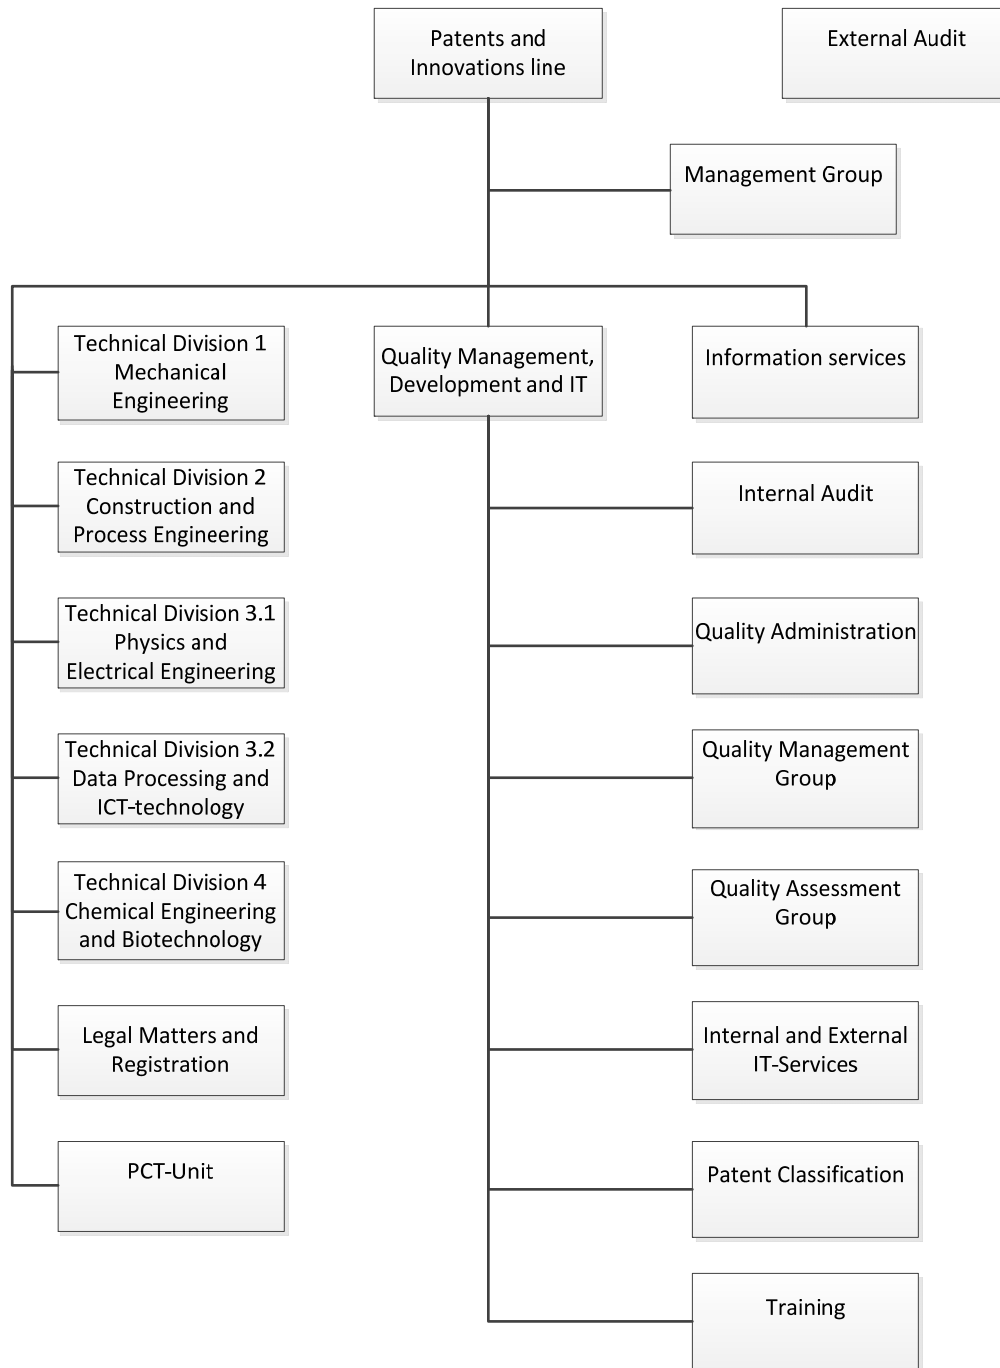 Patents and
Innovations line
External Audit
Management Group
Technical Division 1
Mechanical
Engineering
Quality Management,
Development and IT
Information services
Technical Division 2
Construction and
Process Engineering
Internal Audit
Technical Division 3.1
Physics and
Electrical Engineering
Quality Administration
Technical Division 3.2
Data Processing and
ICT-technology
Quality Management
Group
Technical Division 4
Chemical Engineering
and Biotechnology
Quality Assessment
Group
Legal Matters and
Registration
Internal and External
IT-Services
PCT-Unit
Patent Classification
Training